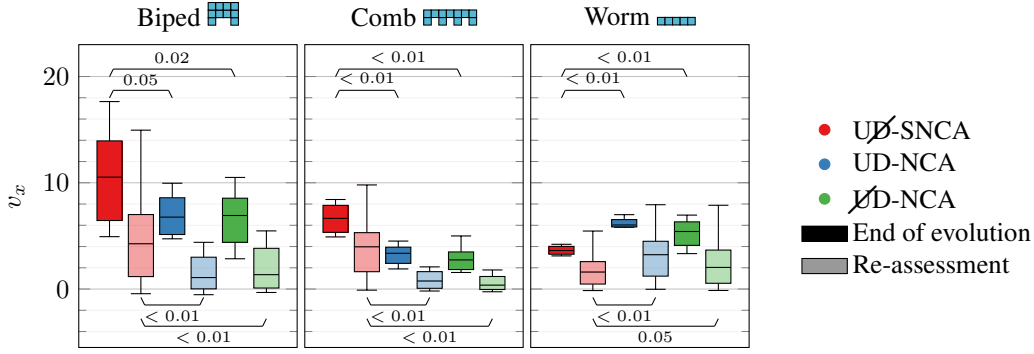 Biped Comb Worm
0.02 < 0.01 < 0.01
0.05 < 0.01 < 0.01
20
10
0
v_x
< 0.01 < 0.01 < 0.01
< 0.01 < 0.01 0.05
UD̸-SNCA
UD-NCA
U̸D-NCA
End of evolution
Re-assessment